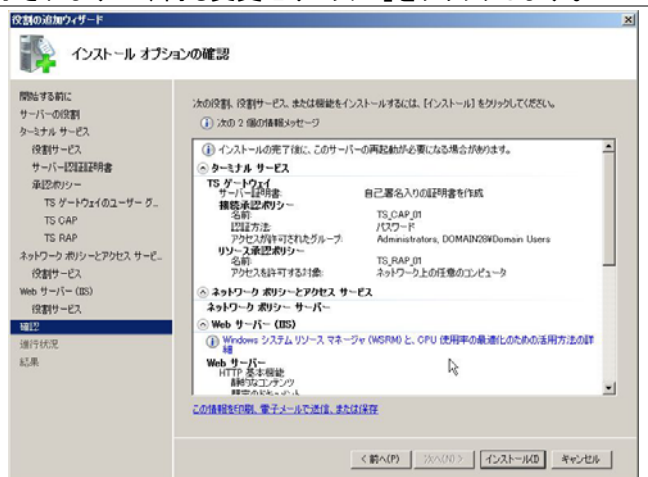 役割の追加ウィザード
インストール オプションの確認
開始する前に
サーバーの役割
ターミナル サービス
役割サービス
サーバー認証証明書
承認ポリシー
TS ゲートウェイのユーザー グ...
TS CAP
TS RAP
ネットワーク ポリシーとアクセス サービ...
役割サービス
Web サーバー (IIS)
役割サービス
確認
進行状況
結果
次の役割、役割サービス、または機能をインストールするには、[インストール] をクリックしてください。
次の 2 個の情報メッセージ
インストールの完了後に、このサーバーの再起動が必要になる場合があります。
ターミナル サービス
TS ゲートウェイ
サーバー証明書: 自己署名入りの証明書を作成
接続承認ポリシー
名前: TS_CAP_01
認証方法: パスワード
アクセスが許可されたグループ: Administrators, DOMAIN28¥Domain Users
リソース承認ポリシー
名前: TS_RAP_01
アクセスを許可する対象: ネットワーク上の任意のコンピュータ
ネットワーク ポリシーとアクセス サービス
ネットワーク ポリシー サーバー
Web サーバー (IIS)
Windows システム リソース マネージャ (WSRM) と、CPU 使用率の最適化のための活用方法の詳細
Web サーバー
HTTP 基本機能
静的なコンテンツ
既定のドキュメント
この情報を印刷、電子メールで送信、または保存
< 前へ(P)
次へ(N) >
インストール(I)
キャンセル